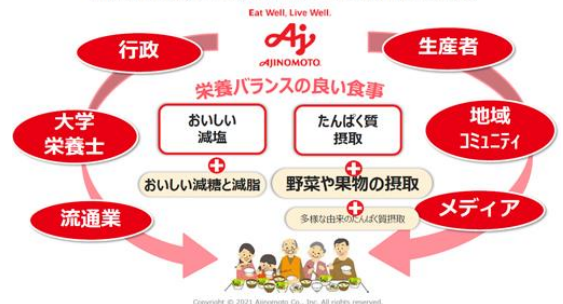 Eat Well, Live Well.
Aj
AJINOMOTO
行政
生産者
栄養バランスの良い食事
大学
栄養士
おいしい
減塩
たんぱく質
摂取
地域
コミュニティ
おいしい減糖と減脂
野菜や果物の摂取
流通業
多様な由来のたんぱく質摂取
メディア
Copyright © 2021 Ajinomoto Co., Inc. All rights reserved.